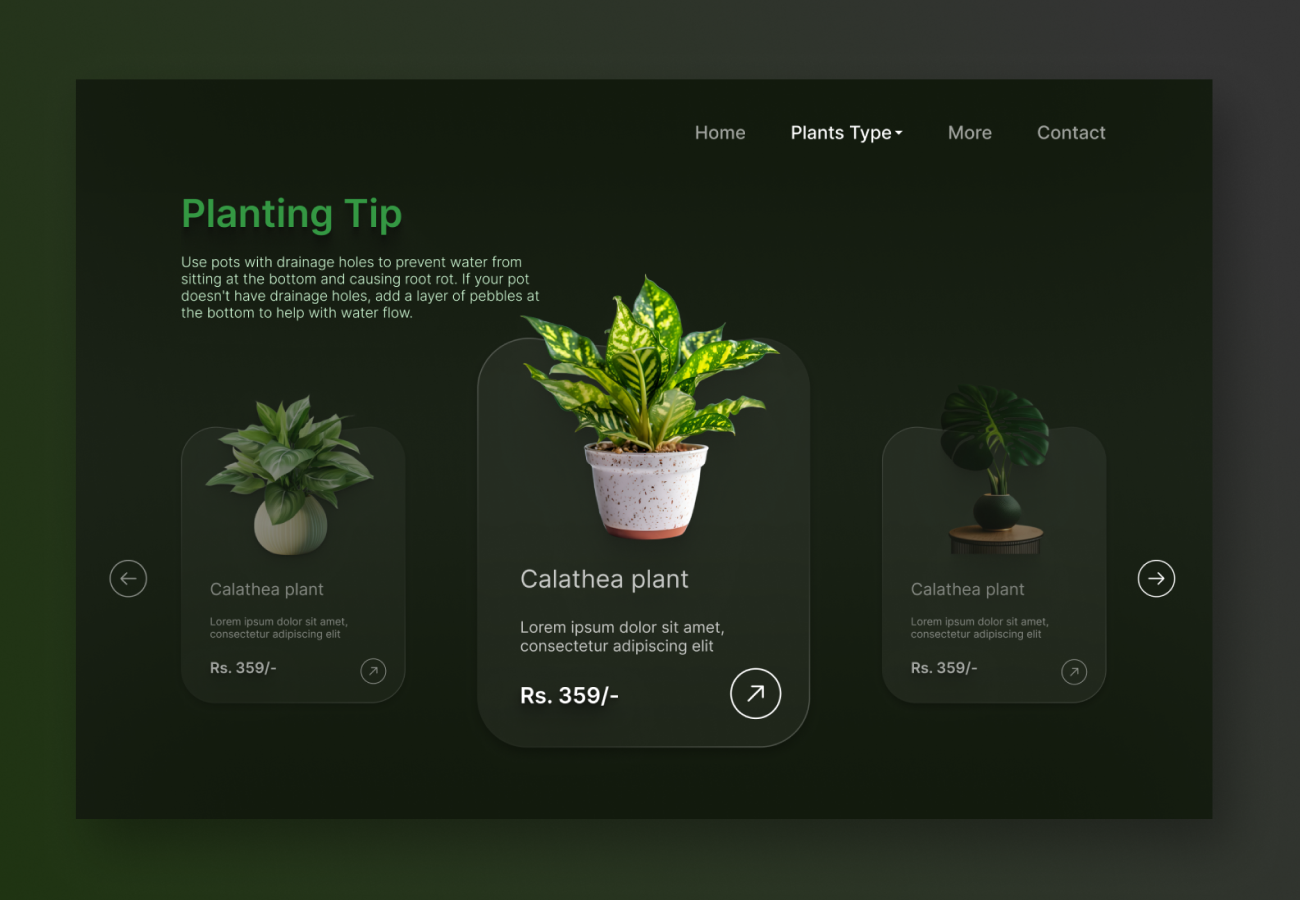 Home
Plants Type
More
Contact
Planting Tip
Use pots with drainage holes to prevent water from
sitting at the bottom and causing root rot. If your pot
doesn't have drainage holes, add a layer of pebbles at
the bottom to help with water flow.
Calathea plant
Lorem ipsum dolor sit amet,
consectetur adipiscing elit
Rs. 359/-
Calathea plant
Lorem ipsum dolor sit amet,
consectetur adipiscing elit
Rs. 359/-
Calathea plant
Lorem ipsum dolor sit amet,
consectetur adipiscing elit
Rs. 359/-